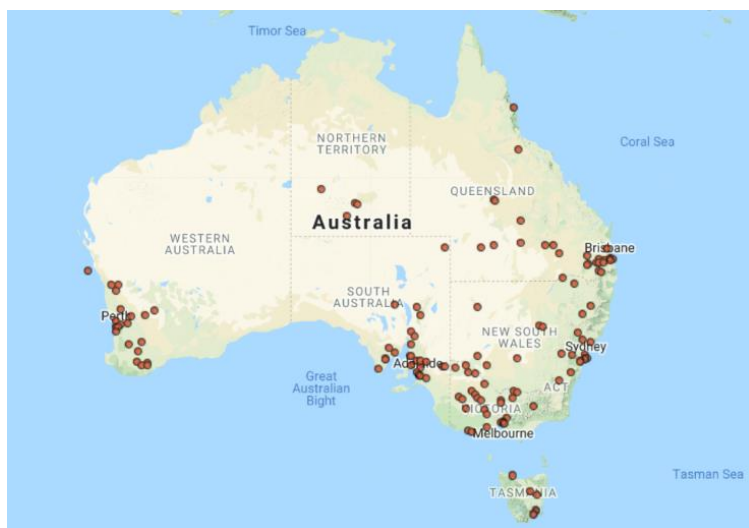 Timor Sea
NORTHERN
TERRITORY
Coral Sea
QUEENSLAND
Australia
WESTERN
AUSTRALIA
Brisbane
SOUTH
AUSTRALIA
Perth
NEW SOUTH
WALES
Sydney
Adelaide
Great
Australian
Bight
ACT
VICTORIA
Melbourne
Tasman Sea
TASMANIA